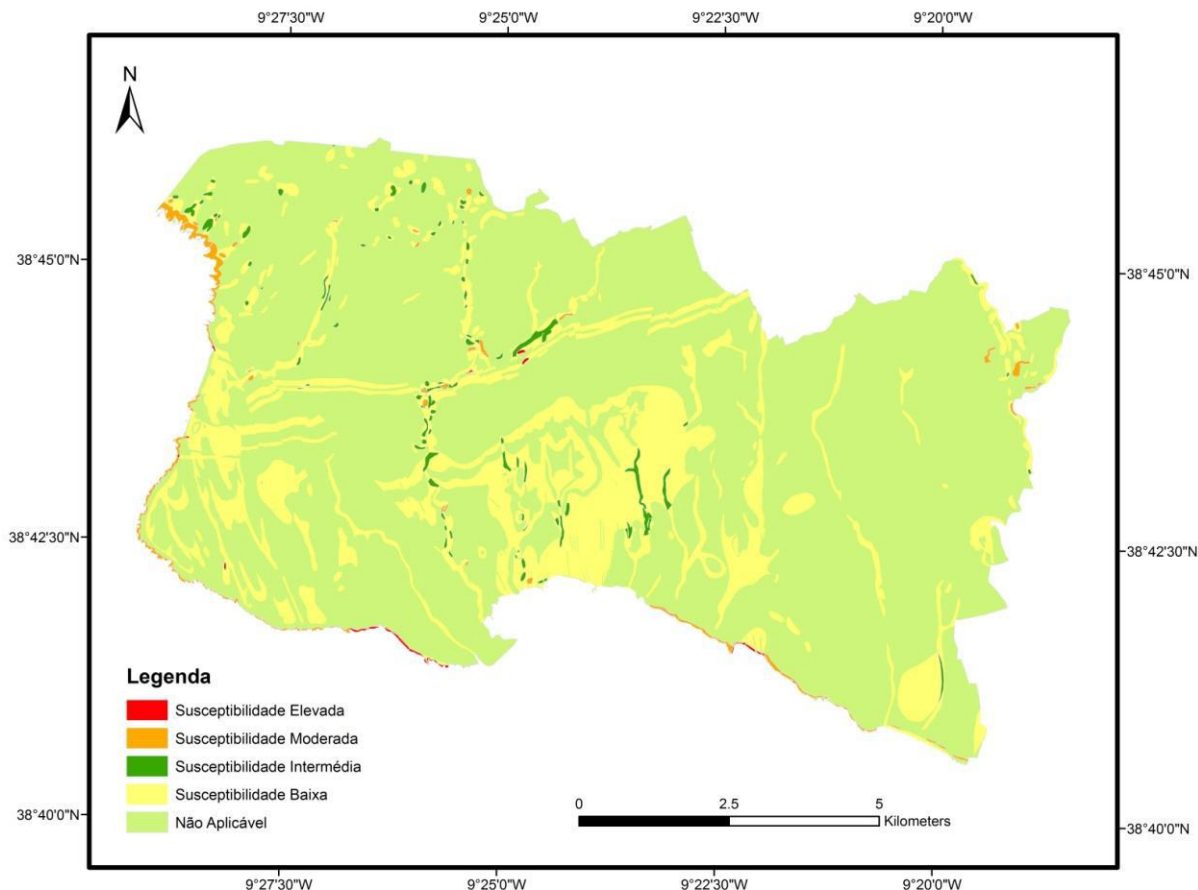 9°27'30"W 9°25'0"W 9°22'30"W 9°20'0"W
N
38°45'0"N 38°45'0"N
38°42'30"N 38°42'30"N
Legenda
Susceptibilidade Elevada
Susceptibilidade Moderada
Susceptibilidade Intermédia
Susceptibilidade Baixa
Não Aplicável
0 2.5 5
Kilometers
38°40'0"N 38°40'0"N
9°27'30"W 9°25'0"W 9°22'30"W 9°20'0"W